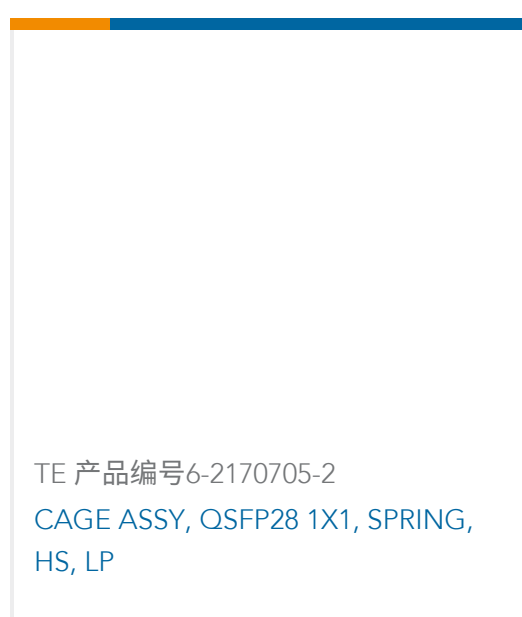 TE 产品编号6-2170705-2
CAGE ASSY, QSFP28 1X1, SPRING,
HS, LP